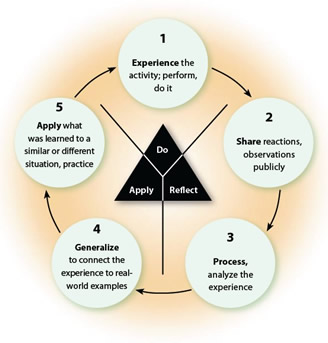 1
Experience the
activity; perform,
do it
2
Share reactions,
observations
publicly
3
Process,
analyze the
experience
4
Generalize
to connect the
experience to real-
world examples
5
Apply what
was learned to a
similar or different
situation, practice
Do
Apply
Reflect